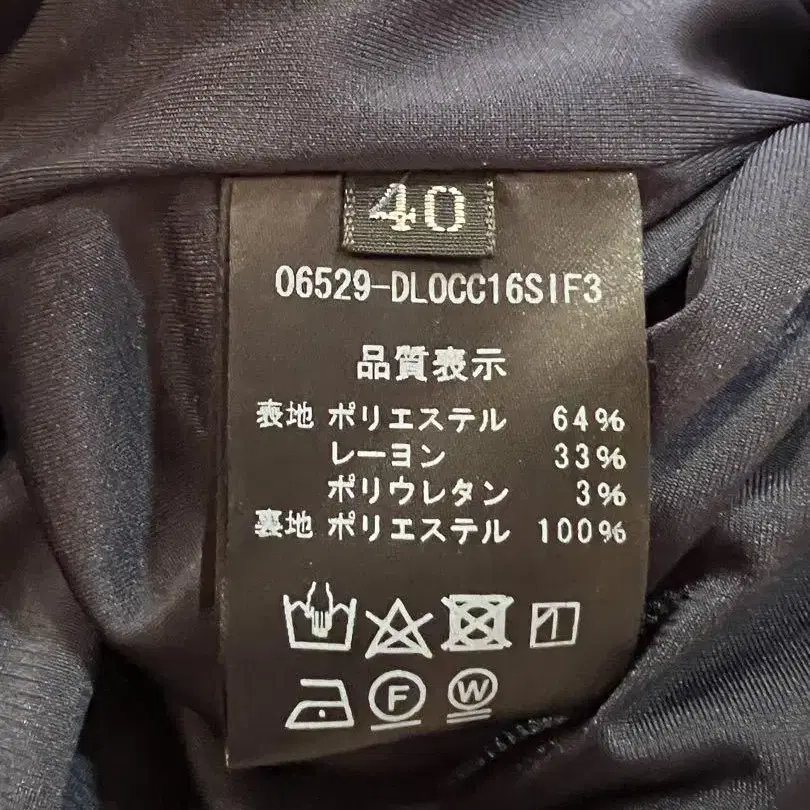 40
06529-DLOCC16SIF3
品質表示
表地 ポリエステル 64%
レーヨン 33%
ポリウレタン 3%
裏地 ポリエステル 100%
F W